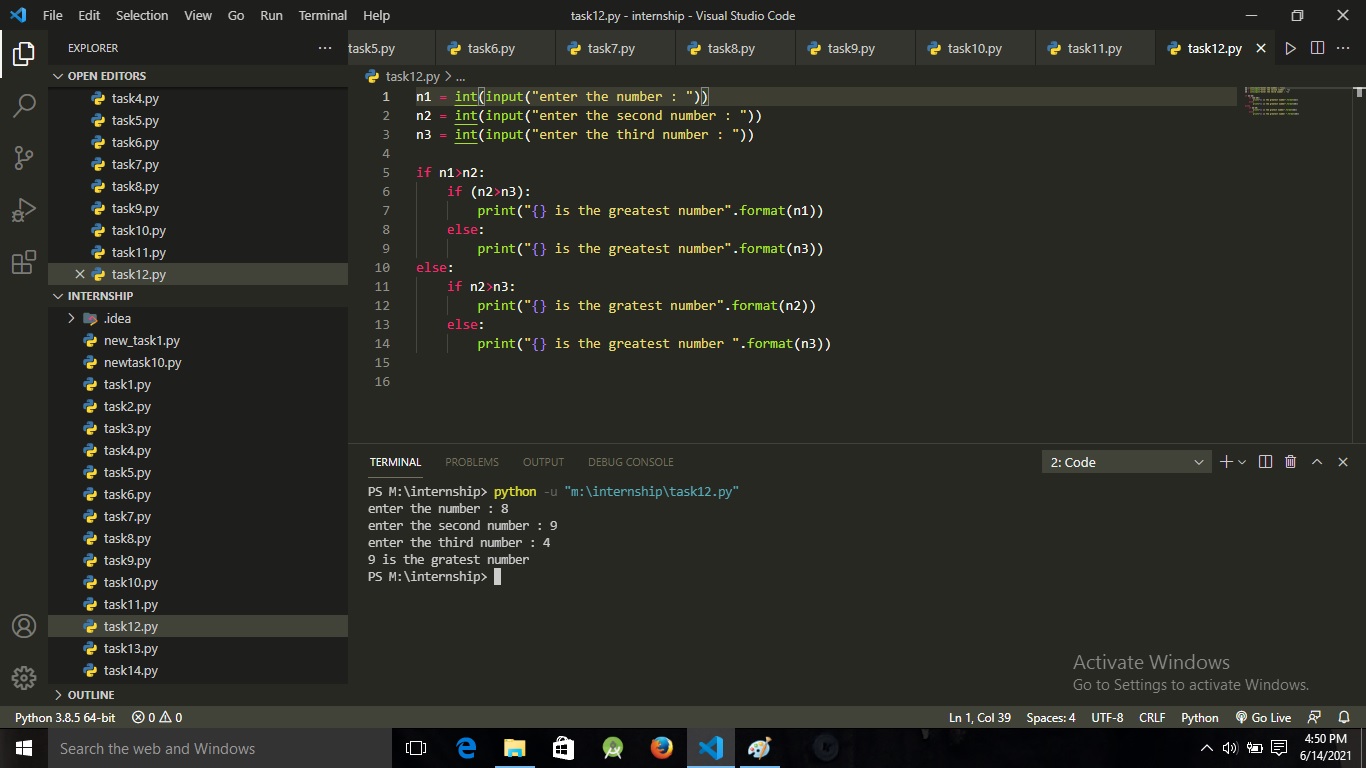 File Edit Selection View Go Run Terminal Help task12.py - internship - Visual Studio Code
EXPLORER ···
task5.py task6.py task7.py task8.py task9.py task10.py task11.py task12.py
OPEN EDITORS
task4.py
task5.py
task6.py
task7.py
task8.py
task9.py
task10.py
task11.py
task12.py
INTERNSHIP
.idea
new_task1.py
newtask10.py
task1.py
task2.py
task3.py
task4.py
task5.py
task6.py
task7.py
task8.py
task9.py
task10.py
task11.py
task12.py
task13.py
task14.py
OUTLINE
task12.py > ...
1 n1 = int(input("enter the number : "))
2 n2 = int(input("enter the second number : "))
3 n3 = int(input("enter the third number : "))
4
5 if n1>n2:
6     if (n2>n3):
7         print("{} is the greatest number".format(n1))
8     else:
9         print("{} is the greatest number".format(n3))
10 else:
11     if n2>n3:
12         print("{} is the gratest number".format(n2))
13     else:
14         print("{} is the greatest number ".format(n3))
15
16
TERMINAL PROBLEMS OUTPUT DEBUG CONSOLE 2: Code
PS M:\internship> python -u "m:\internship\task12.py"
enter the number : 8
enter the second number : 9
enter the third number : 4
9 is the gratest number
PS M:\internship>
Activate Windows
Go to Settings to activate Windows.
Python 3.8.5 64-bit 0 0 Ln 1, Col 39 Spaces: 4 UTF-8 CRLF Python Go Live
Search the web and Windows
4:50 PM
6/14/2021